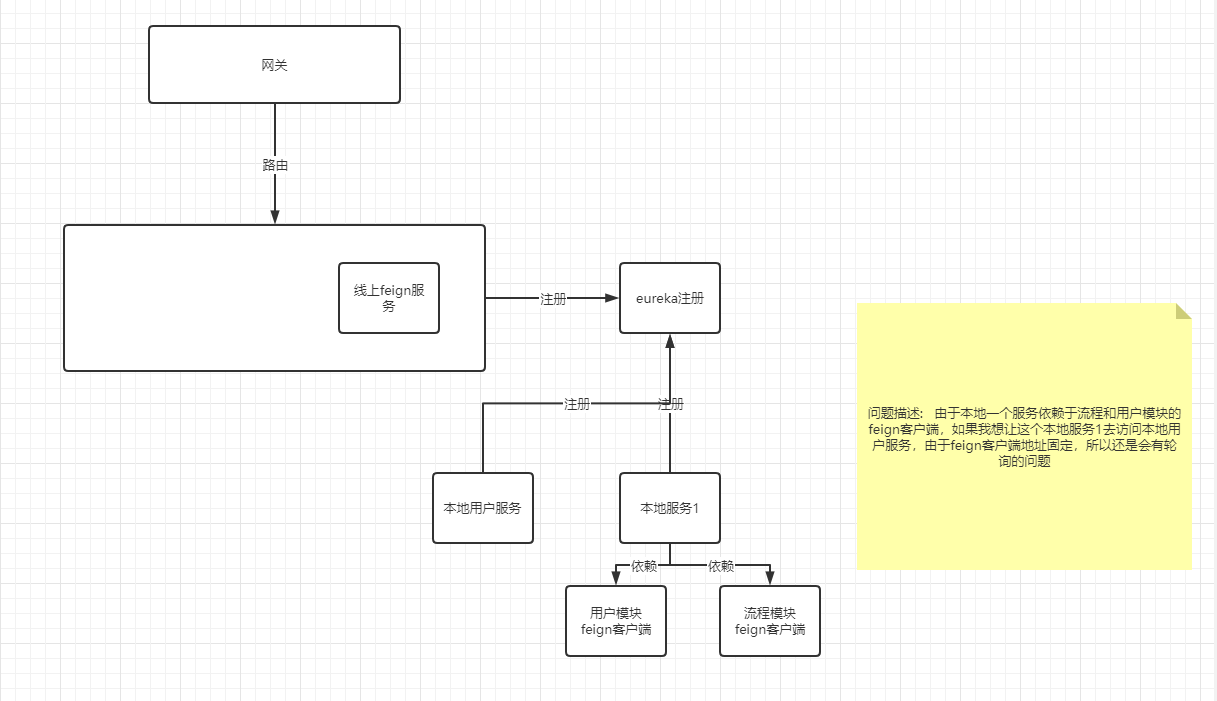 网关
路由
线上feign服
务
注册
eureka注册
注册
注册
问题描述： 由于本地一个服务依赖于流程和用户模块的
feign客户端，如果我想让这个本地服务1去访问本地用
户服务，由于feign客户端地址固定，所以还是会有轮
询的问题
本地用户服务
本地服务1
依赖
依赖
用户模块
feign客户端
流程模块
feign客户端